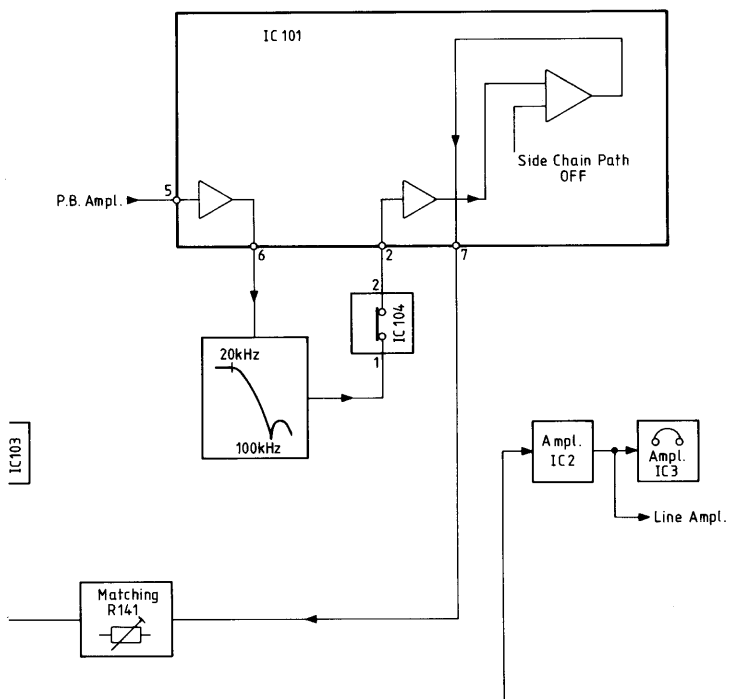 IC 101
Side Chain Path
OFF
P.B. Ampl.
5
6
2
7
2
IC 104
1
20kHz
100kHz
IC103
Ampl.
IC2
Ampl.
IC3
Line Ampl.
Matching
R141